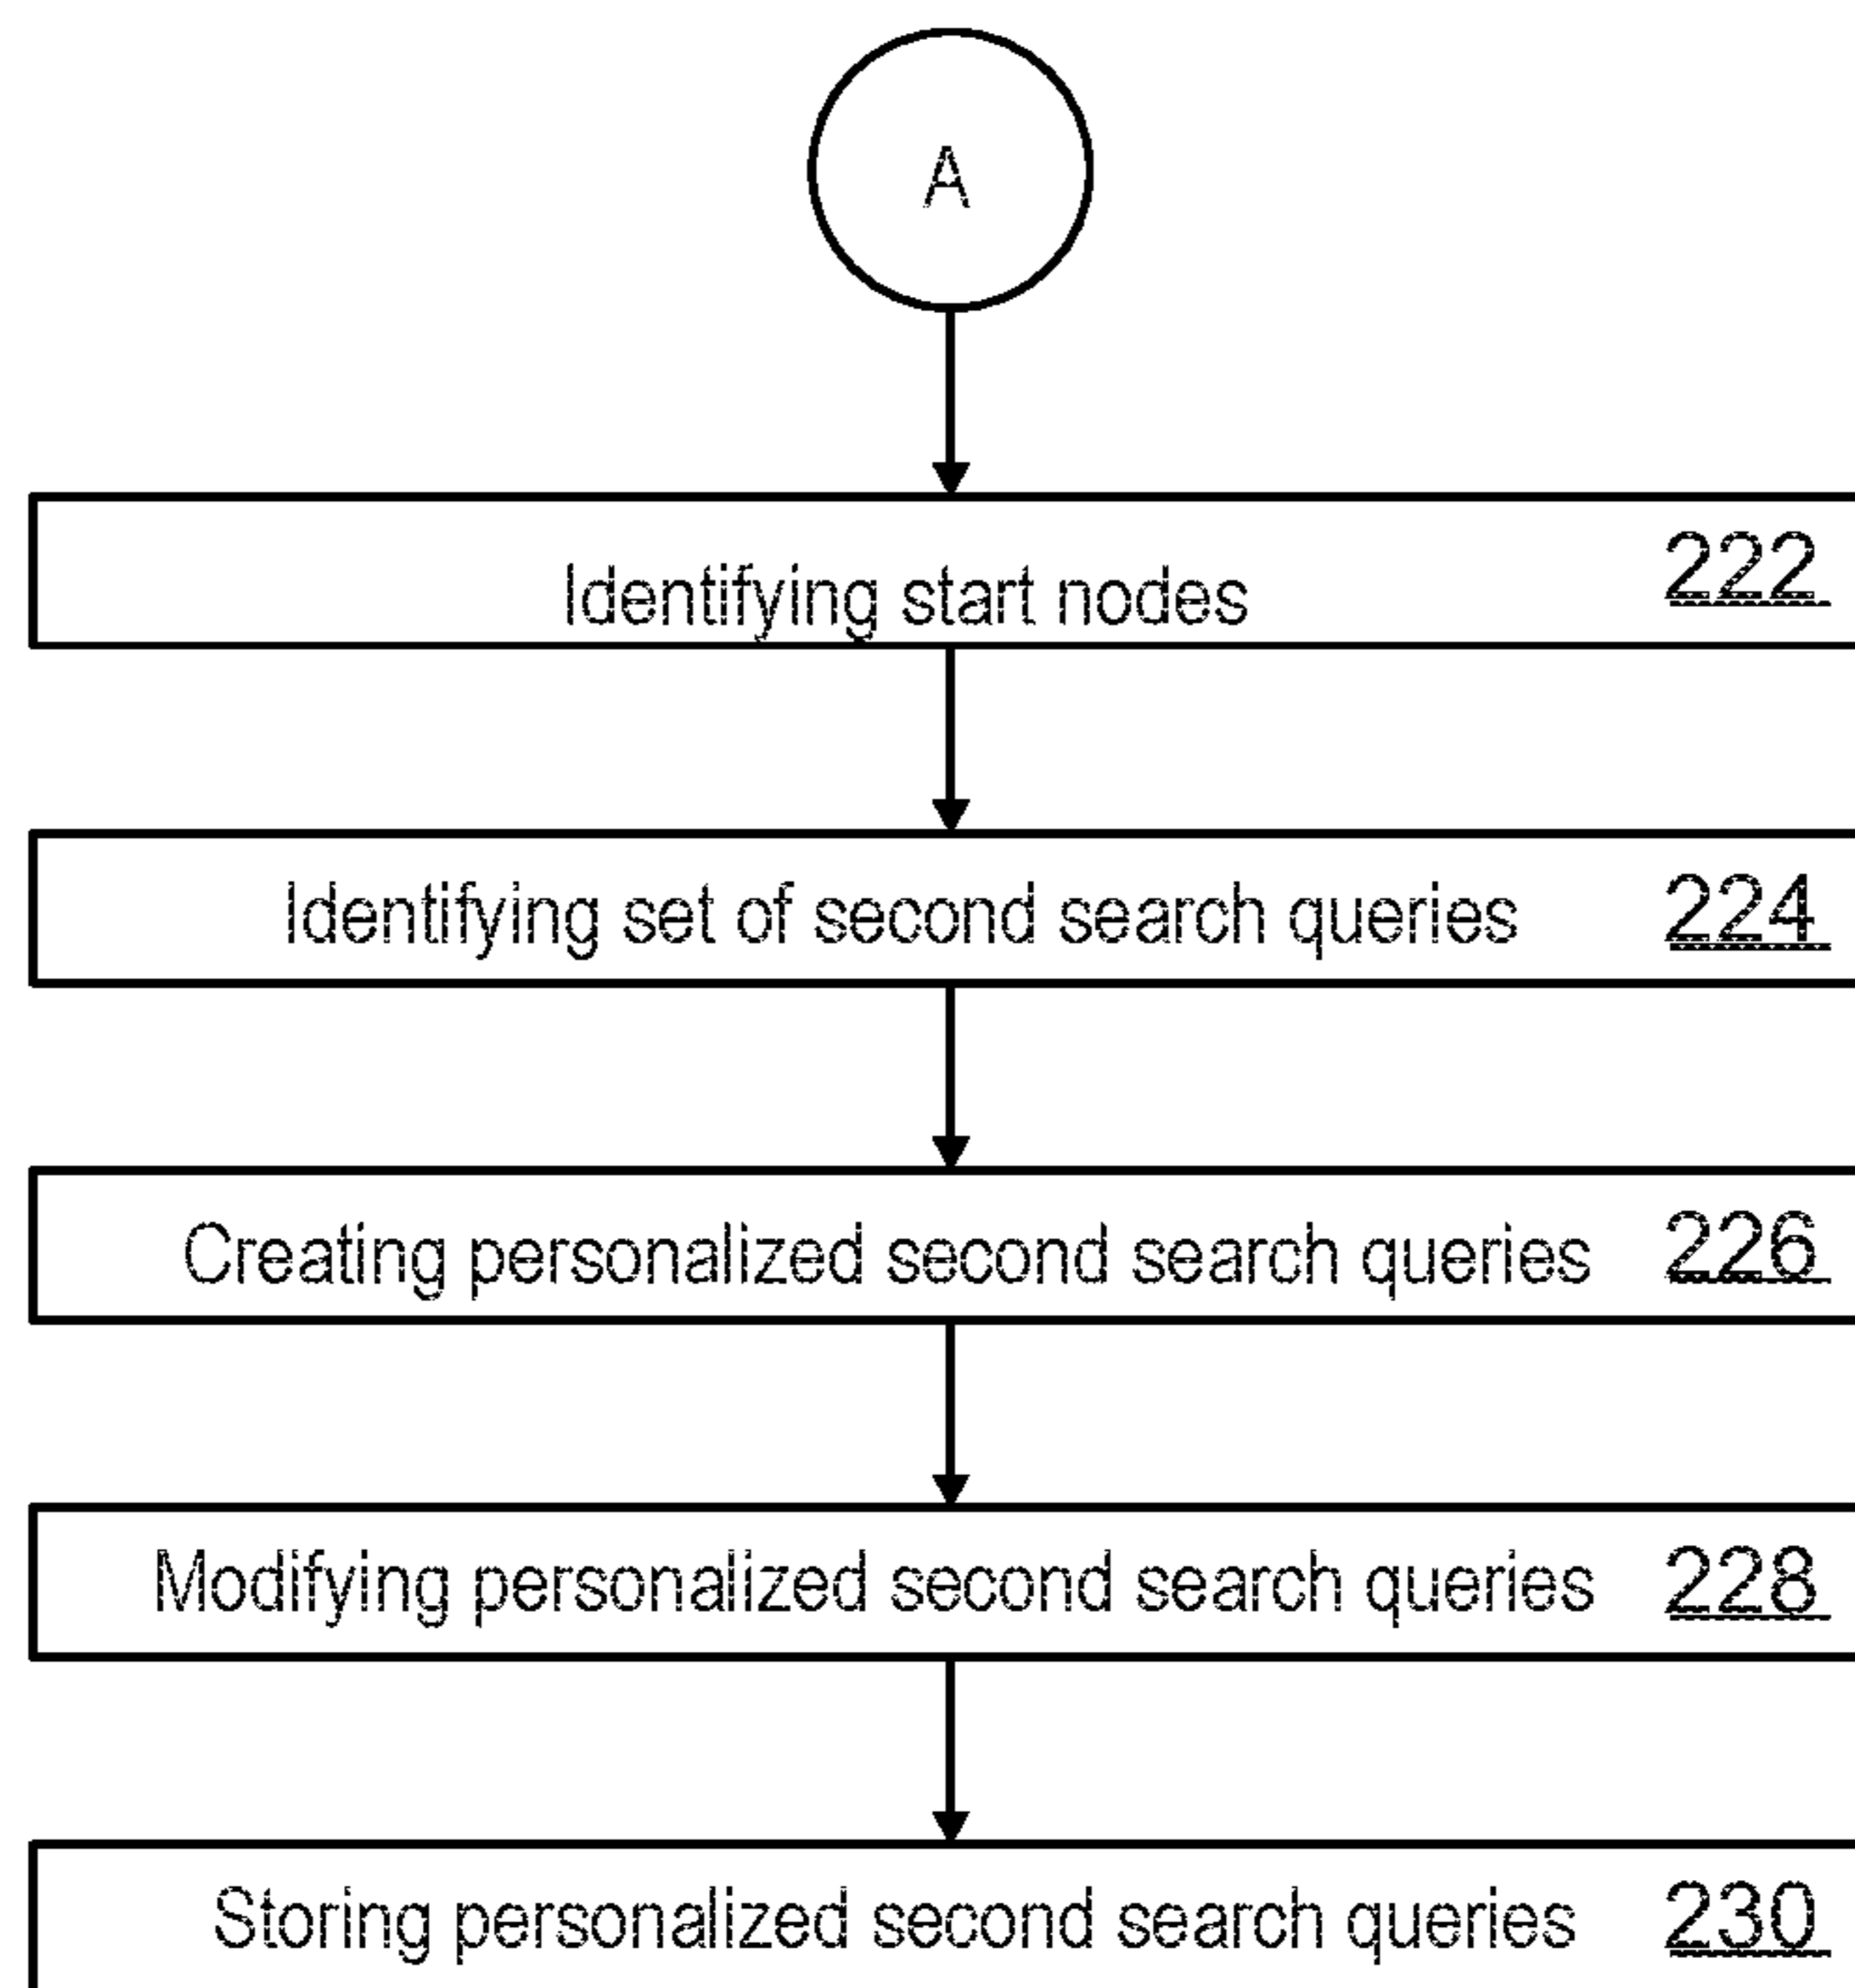 A
Identifying start nodes 222
Identifying set of second search queries 224
Creating personalized second search queries 226
Modifying personalized second search queries 228
Storing personalized second search queries 230